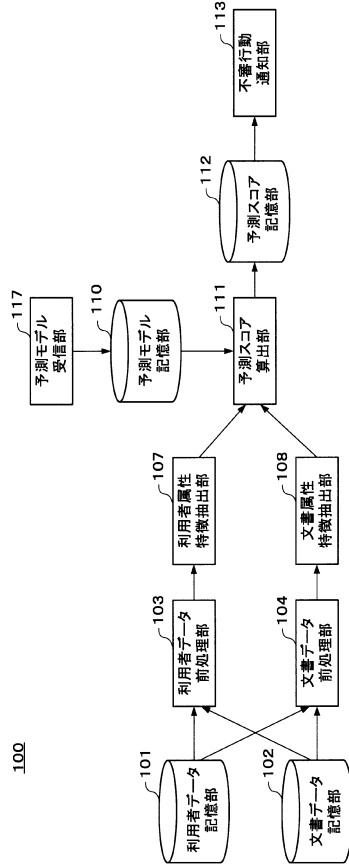 100
101
利用者データ
記憶部
102
文書データ
記憶部
103
利用者データ
前処理部
104
文書データ
前処理部
107
利用者属性
特徴抽出部
108
文書属性
特徴抽出部
117
予測モデル
受信部
110
予測モデル
記憶部
111
予測スコア
算出部
112
予測スコア
記憶部
113
不審行動
通知部